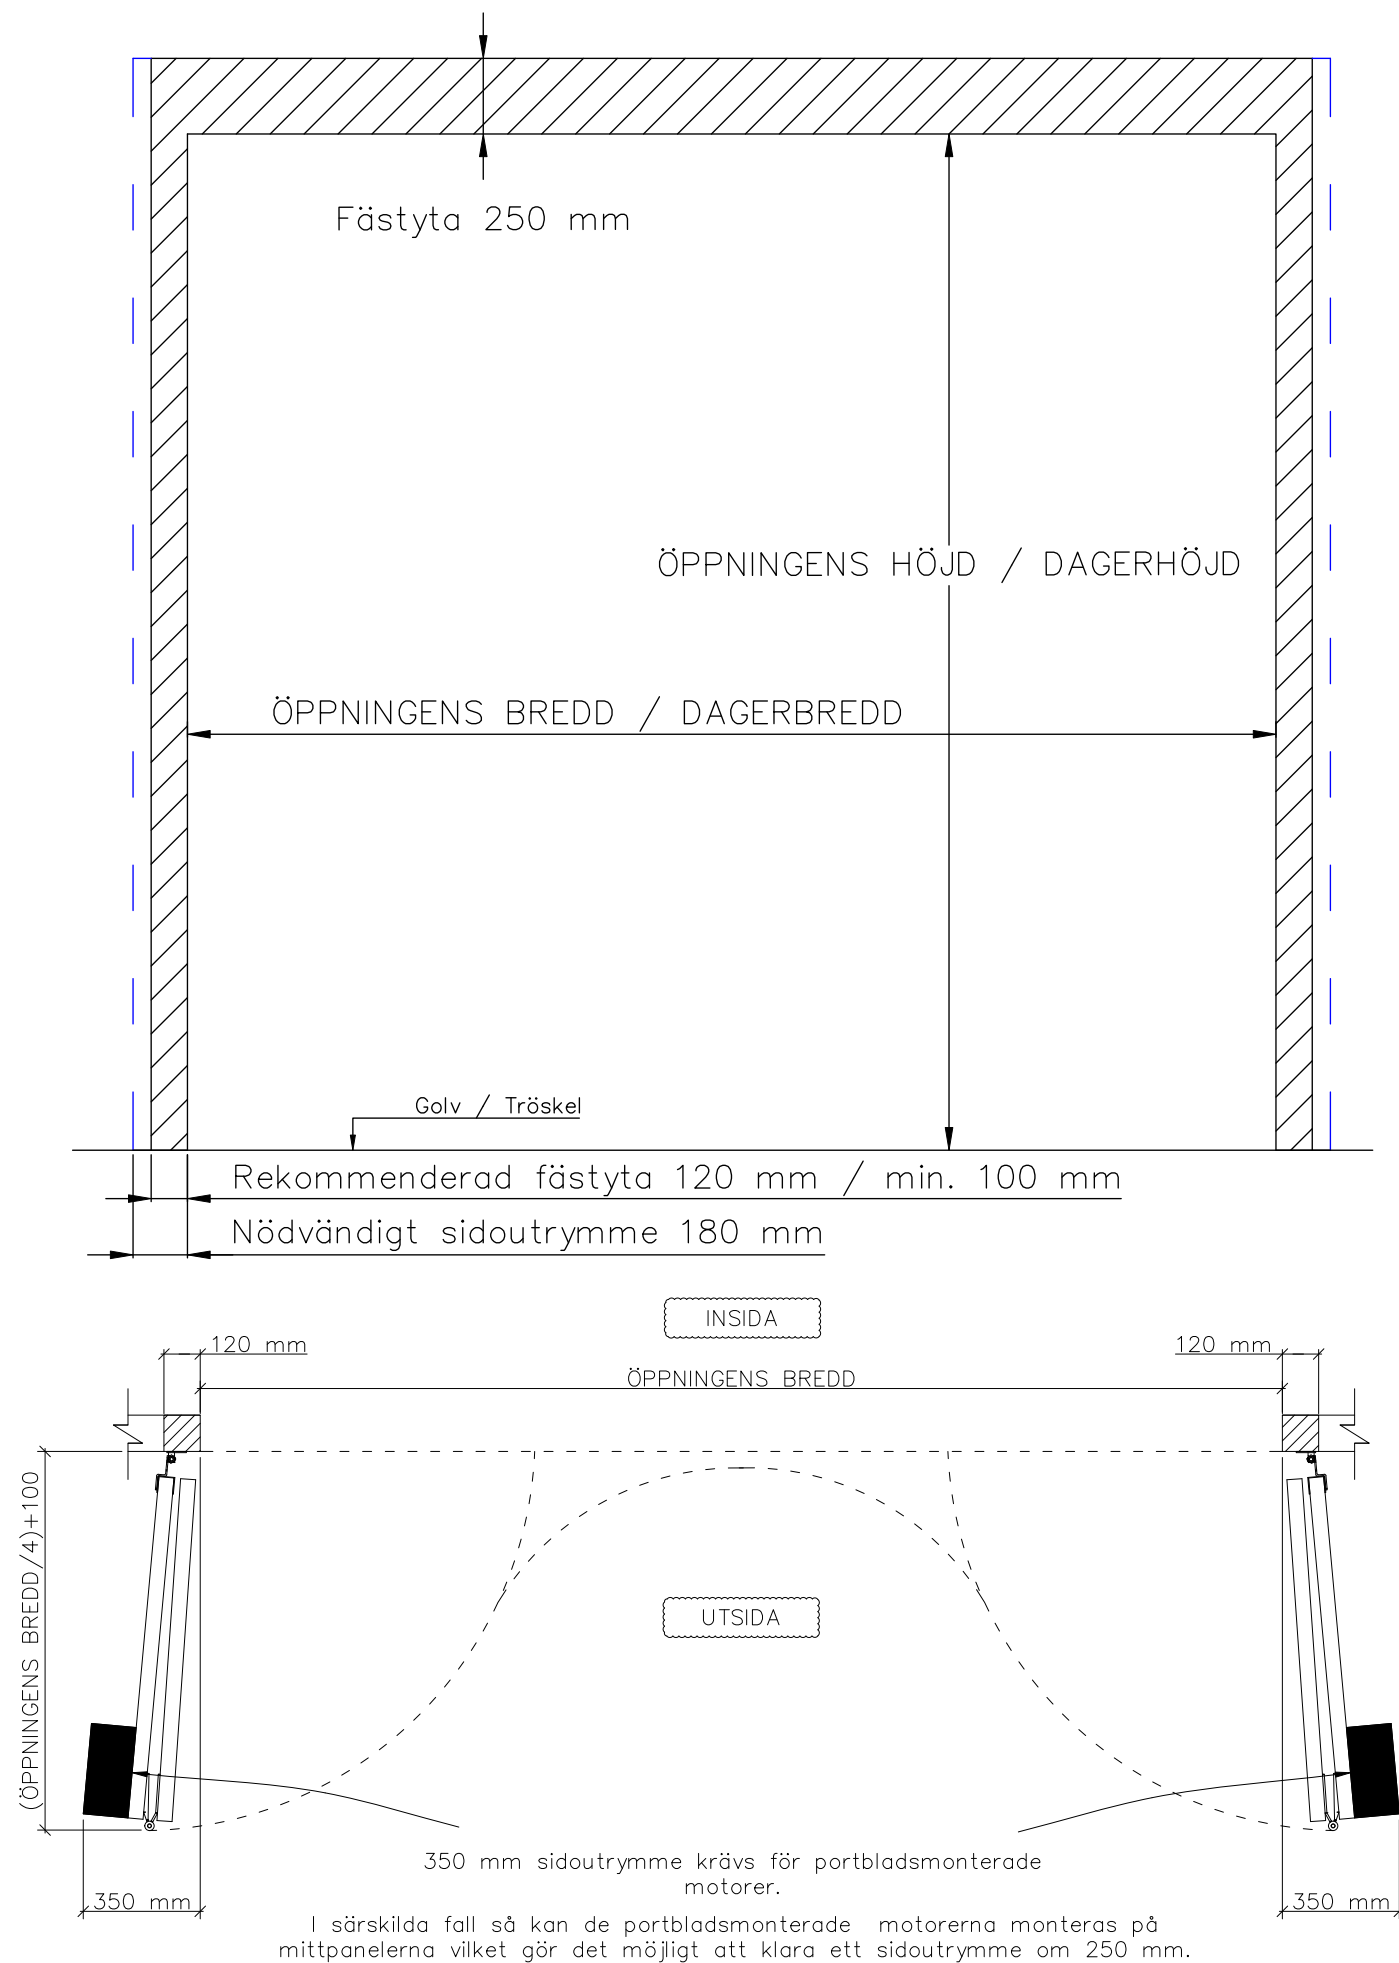 Fästyta 250 mm
ÖPPNINGENS HÖJD / DAGERHÖJD
ÖPPNINGENS BREDD / DAGERBREDD
Golv / Tröskel
Rekommenderad fästyta 120 mm / min. 100 mm
Nödvändigt sidoutrymme 180 mm
INSIDA
120 mm
120 mm
ÖPPNINGENS BREDD
(ÖPPNINGENS BREDD/4)+100
UTSIDA
350 mm sidoutrymme krävs för portbladsmonterade
motorer.
350 mm
350 mm
I särskilda fall så kan de portbladsmonterade motorerna monteras på
mittpanelerna vilket gör det möjligt att klara ett sidoutrymme om 250 mm.